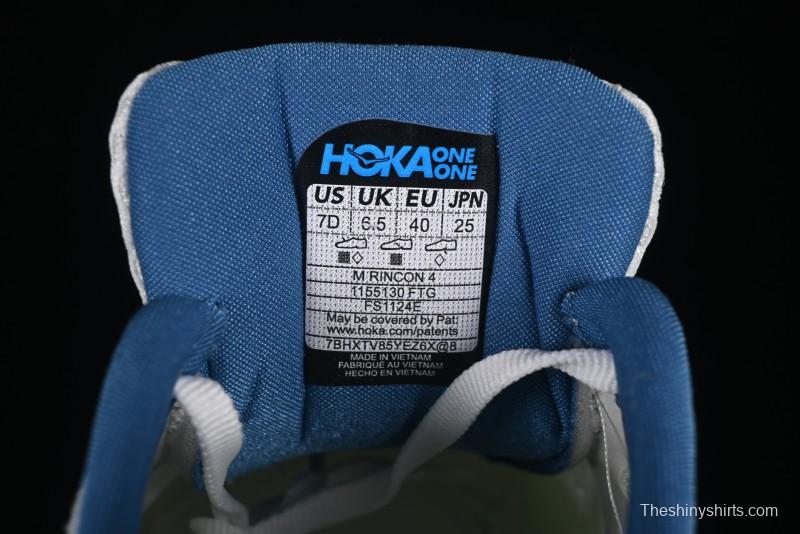 HOKA ONE ONE
US UK EU JPN
7D 6.5 40 25
M RINCON 4
1155130 FTG
FS1124E
May be covered by Pat:
www.hoka.com/patents
7BHXTV85YEZ6X@8
MADE IN VIETNAM
FABRIQUÉ AU VIETNAM
HECHO EN VIETNAM
Theshinyshirts.com